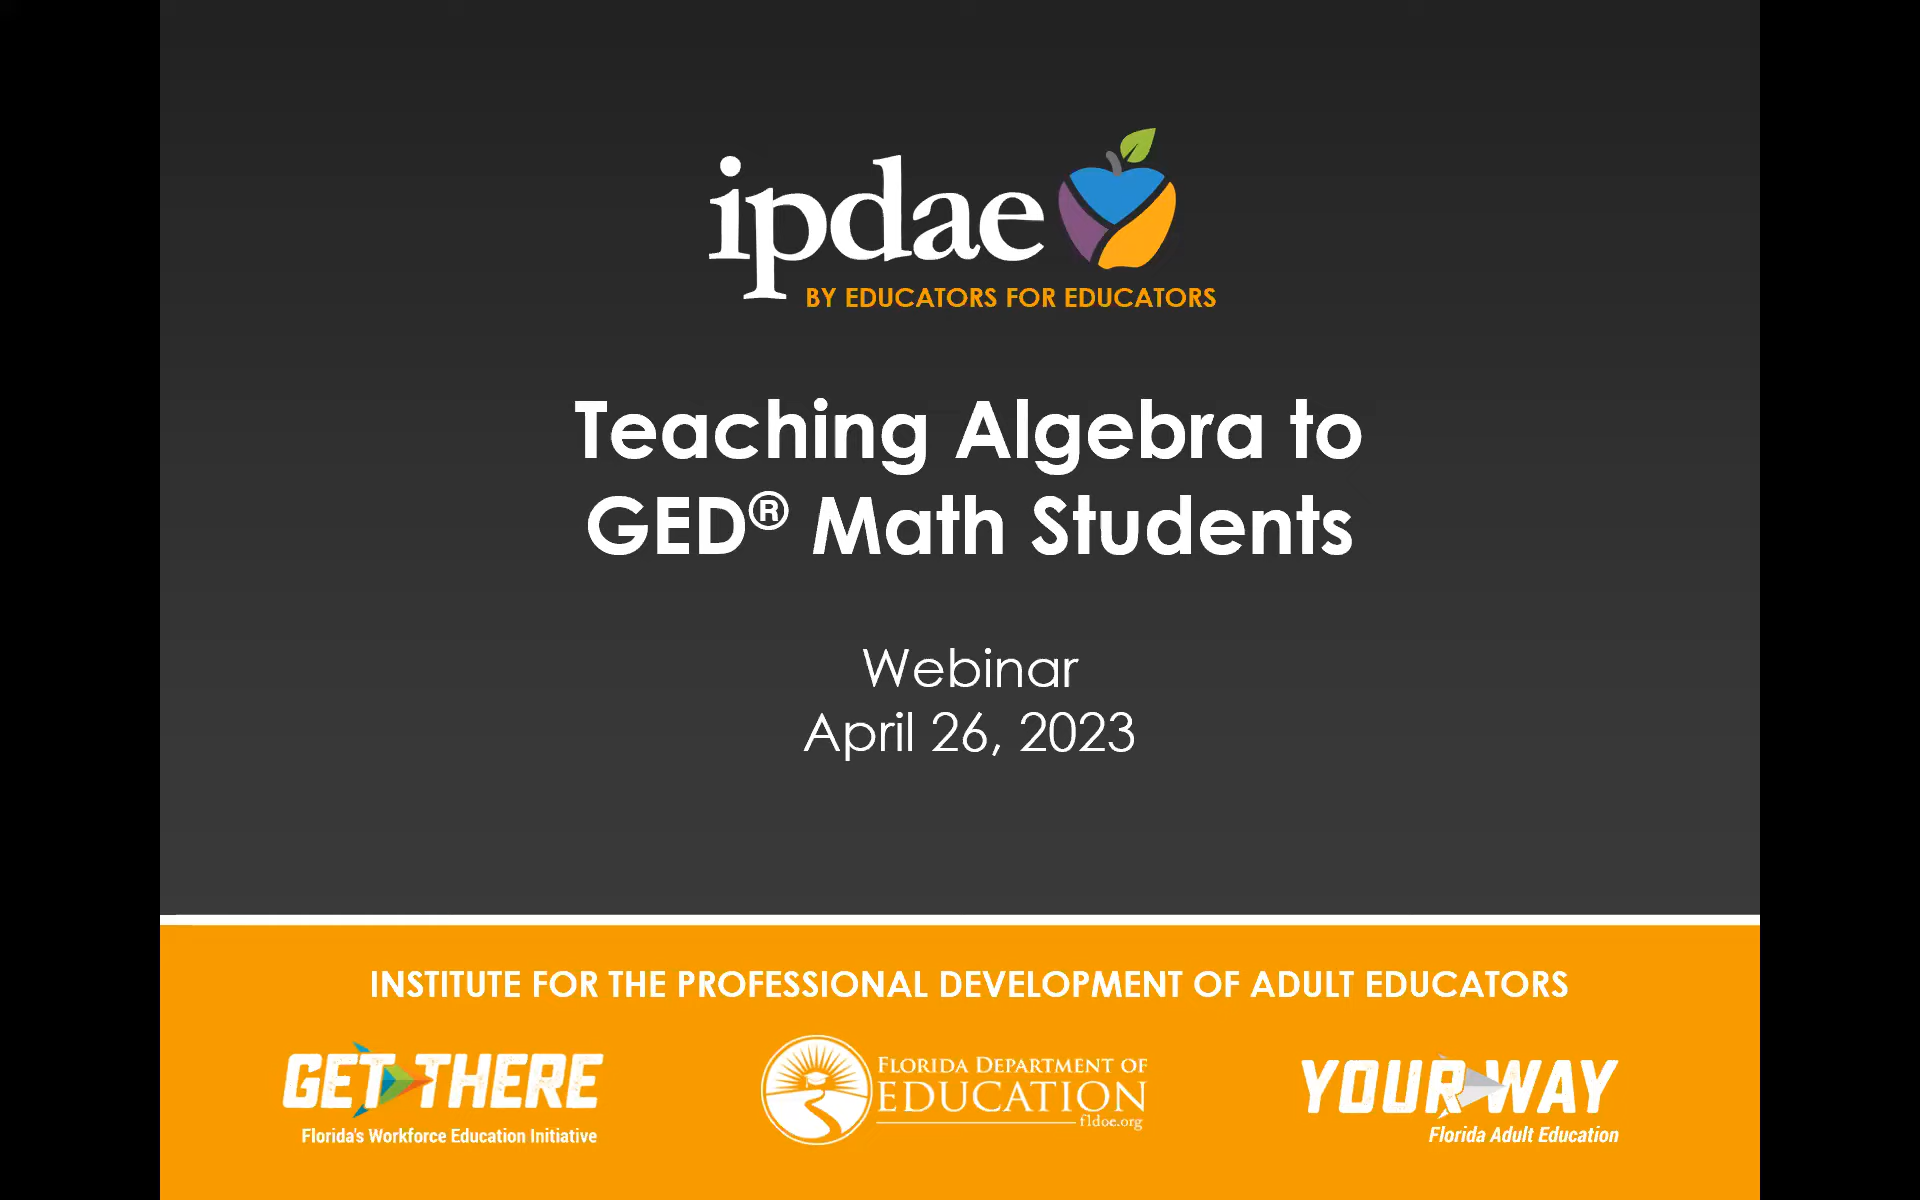 ipdae
BY EDUCATORS FOR EDUCATORS
Teaching Algebra to
GED® Math Students
Webinar
April 26, 2023
INSTITUTE FOR THE PROFESSIONAL DEVELOPMENT OF ADULT EDUCATORS
GET THERE
Florida's Workforce Education Initiative
FLORIDA DEPARTMENT OF
EDUCATION
fldoe.org
YOUR WAY
Florida Adult Education